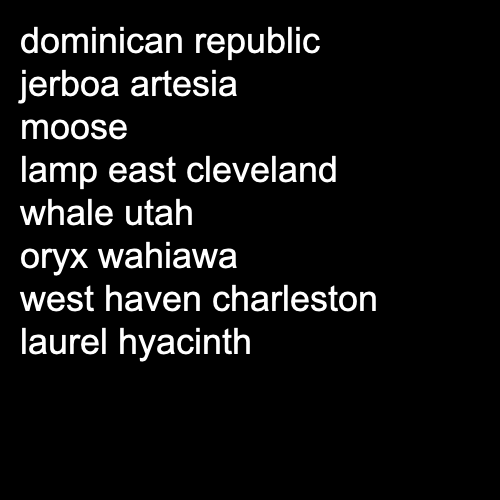 dominican republic
jerboa artesia
moose
lamp east cleveland
whale utah
oryx wahiawa
west haven charleston
laurel hyacinth